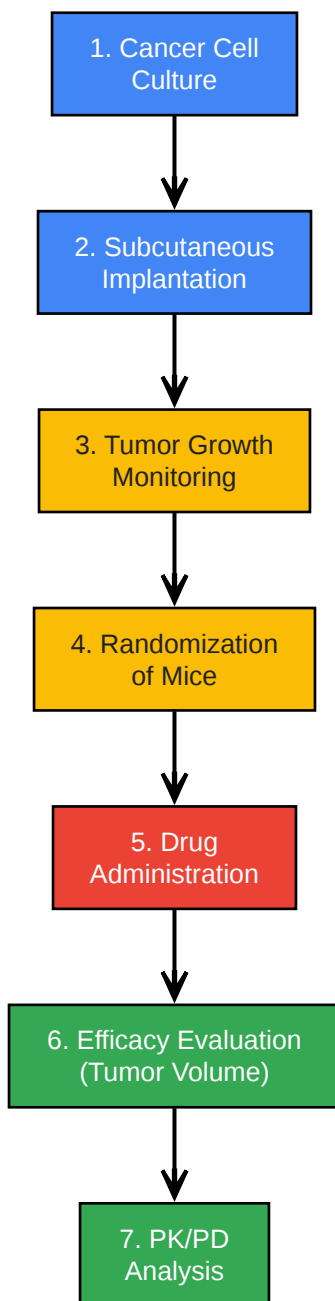 1. Cancer Cell
Culture
2. Subcutaneous
Implantation
3. Tumor Growth
Monitoring
4. Randomization
of Mice
5. Drug
Administration
6. Efficacy Evaluation
(Tumor Volume)
7. PK/PD
Analysis